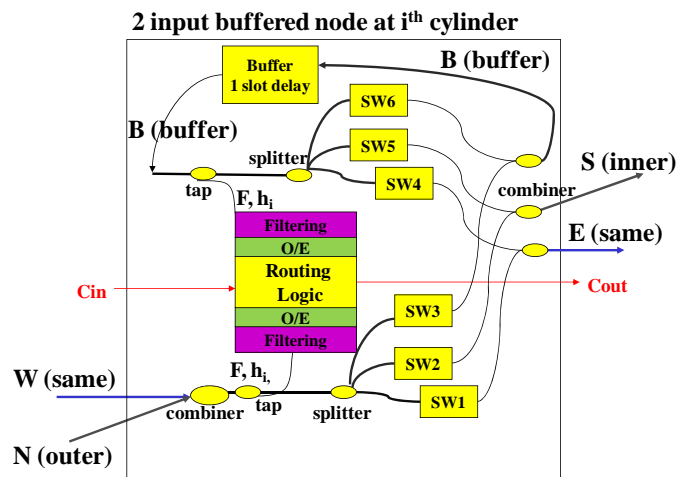 2 input buffered node at ith cylinder
B (buffer)
Buffer
1 slot delay
SW6
B (buffer)
SW5
S (inner)
splitter
SW4
combiner
tap
F, hi
E (same)
Filtering
O/E
Routing
Logic
Cin
Cout
O/E
SW3
Filtering
SW2
F, hi,
W (same)
SW1
combiner
tap
splitter
N (outer)